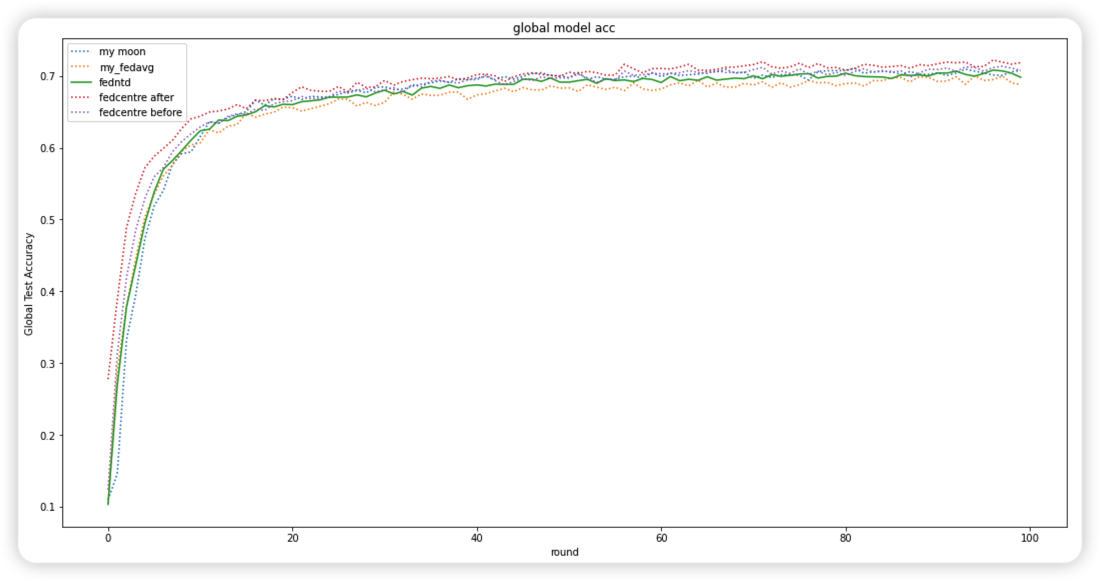 global model acc
my moon
my_fedavg
fedntd
fedcentre after
fedcentre before
0.7
0.6
0.5
0.4
0.3
0.2
0.1
Global Test Accuracy
0 20 40 60 80 100
round